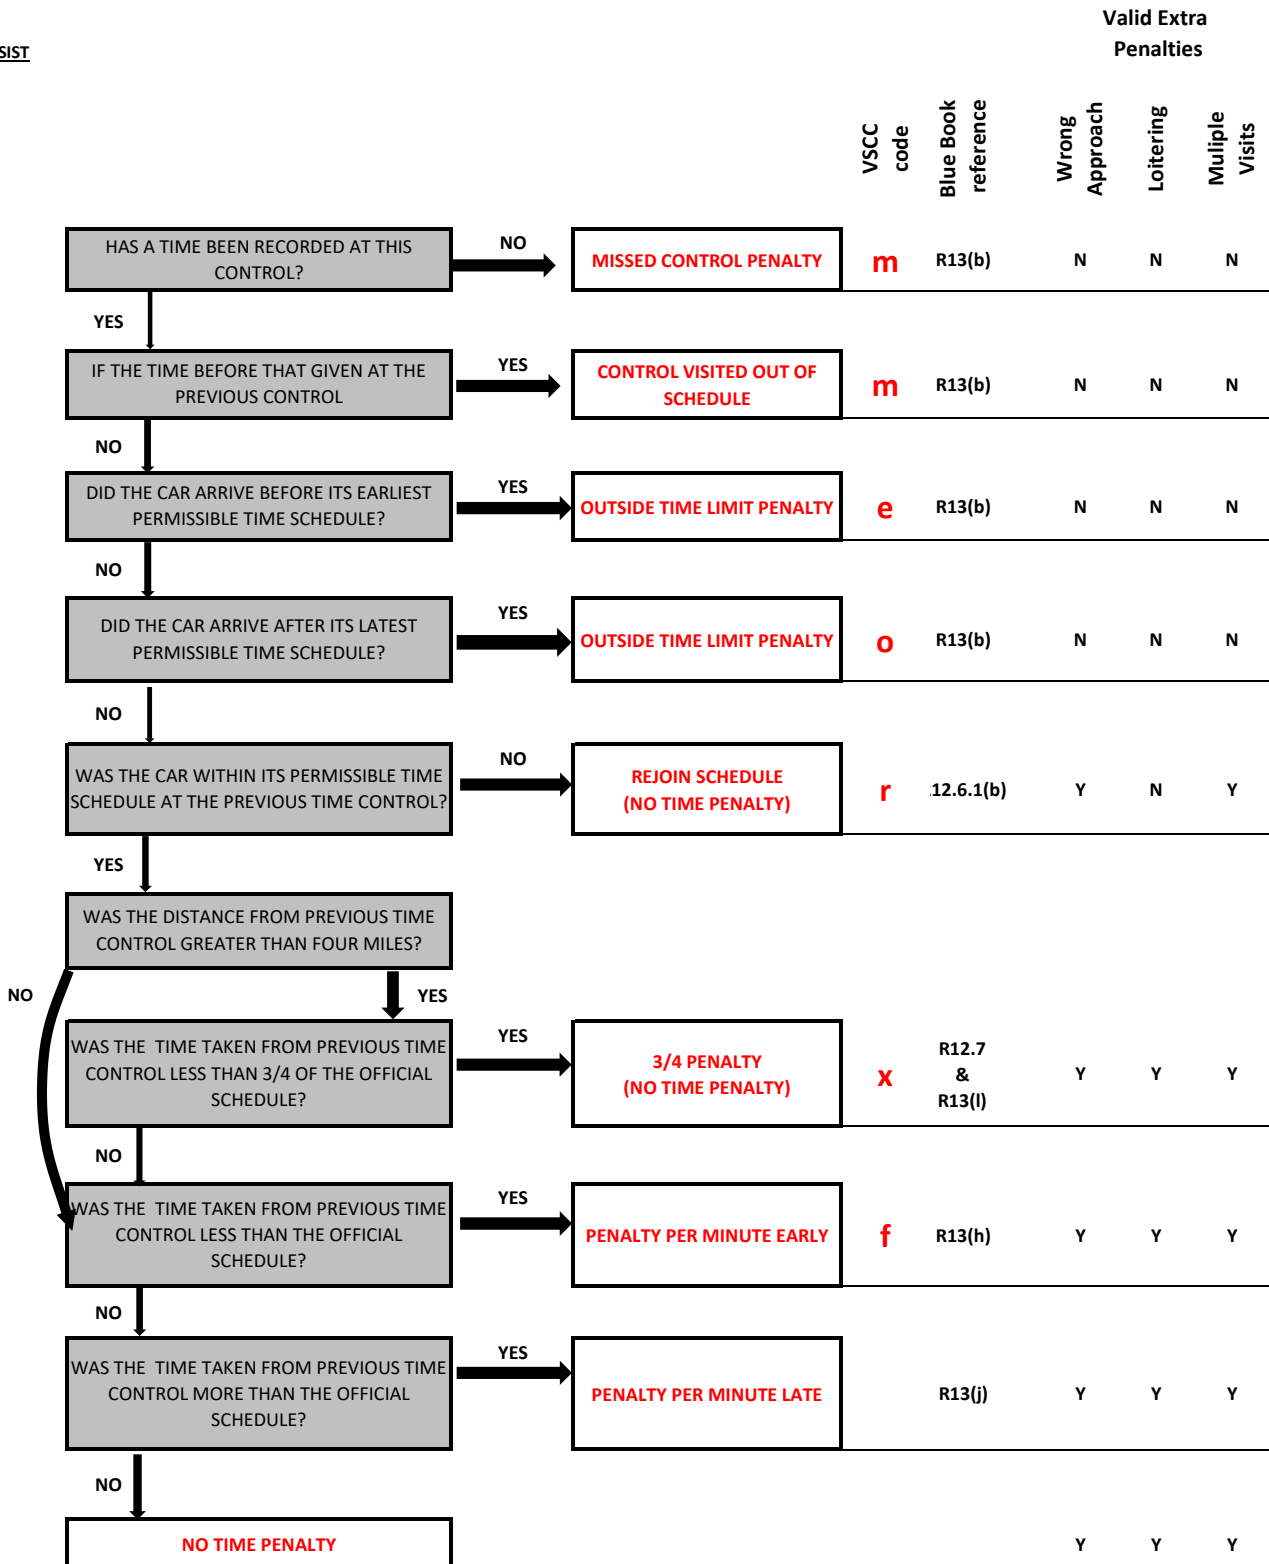 Valid Extra
Penalties
SIST
VSCC
code
Blue Book
reference
Wrong
Approach
Loitering
Muliple
Visits
HAS A TIME BEEN RECORDED AT THIS
CONTROL?
NO
MISSED CONTROL PENALTY
m
R13(b)
N
N
N
YES
IF THE TIME BEFORE THAT GIVEN AT THE
PREVIOUS CONTROL
YES
CONTROL VISITED OUT OF
SCHEDULE
m
R13(b)
N
N
N
NO
DID THE CAR ARRIVE BEFORE ITS EARLIEST
PERMISSIBLE TIME SCHEDULE?
YES
OUTSIDE TIME LIMIT PENALTY
e
R13(b)
N
N
N
NO
DID THE CAR ARRIVE AFTER ITS LATEST
PERMISSIBLE TIME SCHEDULE?
YES
OUTSIDE TIME LIMIT PENALTY
o
R13(b)
N
N
N
NO
WAS THE CAR WITHIN ITS PERMISSIBLE TIME
SCHEDULE AT THE PREVIOUS TIME CONTROL?
NO
REJOIN SCHEDULE
(NO TIME PENALTY)
r
12.6.1(b)
Y
N
Y
YES
WAS THE DISTANCE FROM PREVIOUS TIME
CONTROL GREATER THAN FOUR MILES?
NO
YES
WAS THE TIME TAKEN FROM PREVIOUS TIME
CONTROL LESS THAN 3/4 OF THE OFFICIAL
SCHEDULE?
YES
3/4 PENALTY
(NO TIME PENALTY)
x
R12.7
&
R13(l)
Y
Y
Y
NO
WAS THE TIME TAKEN FROM PREVIOUS TIME
CONTROL LESS THAN THE OFFICIAL
SCHEDULE?
YES
PENALTY PER MINUTE EARLY
f
R13(h)
Y
Y
Y
NO
WAS THE TIME TAKEN FROM PREVIOUS TIME
CONTROL MORE THAN THE OFFICIAL
SCHEDULE?
YES
PENALTY PER MINUTE LATE
R13(j)
Y
Y
Y
NO
NO TIME PENALTY
Y
Y
Y